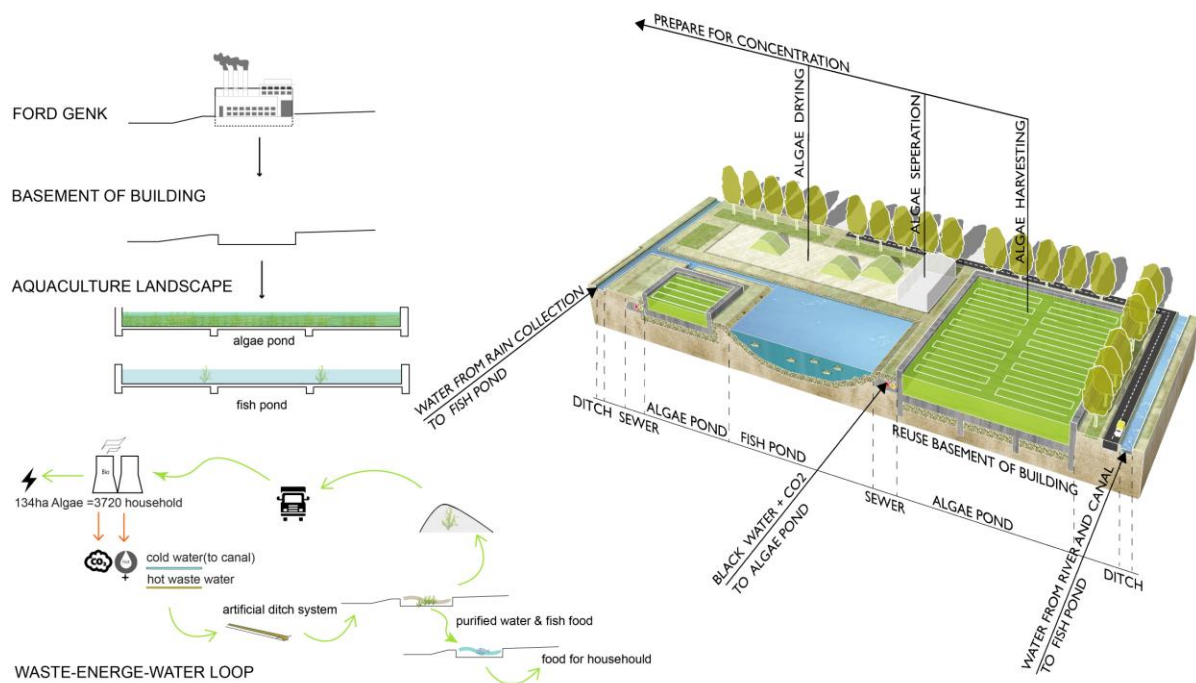 FORD GENK
BASEMENT OF BUILDING
AQUACULTURE LANDSCAPE
algae pond
fish pond
Bio
134ha Algae =3720 household
CO2
+
cold water(to canal)
hot waste water
artificial ditch system
purified water & fish food
food for househould
WASTE-ENERGE-WATER LOOP
PREPARE FOR CONCENTRATION
ALGAE DRYING
ALGAE SEPERATION
ALGAE HARVESTING
WATER FROM RAIN COLLECTION
TO FISH POND
DITCH
SEWER
ALGAE POND
FISH POND
BLACK WATER + CO2
TO ALGAE POND
SEWER
REUSE BASEMENT OF BUILDING
ALGAE POND
DITCH
WATER FROM RIVER AND CANAL
TO FISH POND